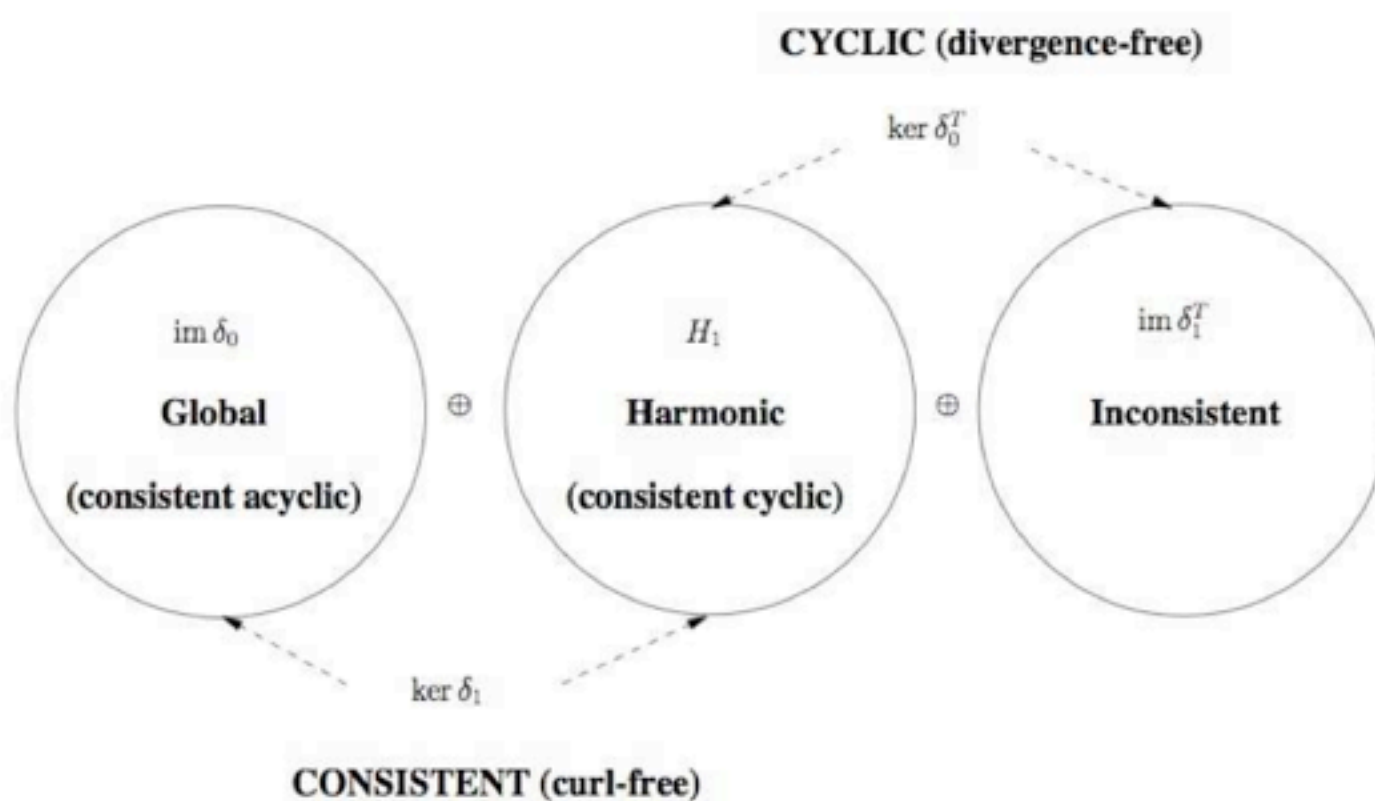 CYCLIC (divergence-free)
ker δ₀ᵀ
im δ₀
H₁
im δ₁ᵀ
Global
⊕
Harmonic
⊕
Inconsistent
(consistent acyclic)
(consistent cyclic)
ker δ₁
CONSISTENT (curl-free)